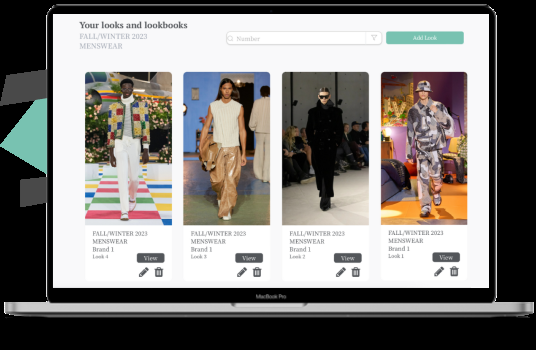 Your looks and lookbooks
FALL/WINTER 2023
MENSWEAR
Number
Add Look
FALL/WINTER 2023
MENSWEAR
Brand 1
Look 4
View
FALL/WINTER 2023
MENSWEAR
Brand 1
Look 3
View
FALL/WINTER 2023
MENSWEAR
Brand 1
Look 2
View
FALL/WINTER 2023
MENSWEAR
Brand 1
Look 1
View
MacBook Pro